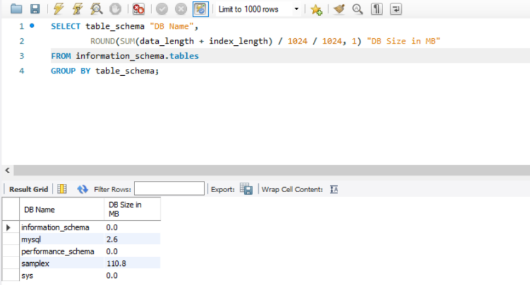 Limit to 1000 rows
1 SELECT table_schema "DB Name",
2 ROUND(SUM(data_length + index_length) / 1024 / 1024, 1) "DB Size in MB"
3 FROM information_schema.tables
4 GROUP BY table_schema;
Result Grid Filter Rows: Export: Wrap Cell Content: IA
DB Name DB Size in
MB
information_schema 0.0
mysql 2.6
performance_schema 0.0
samplex 110.8
sys 0.0